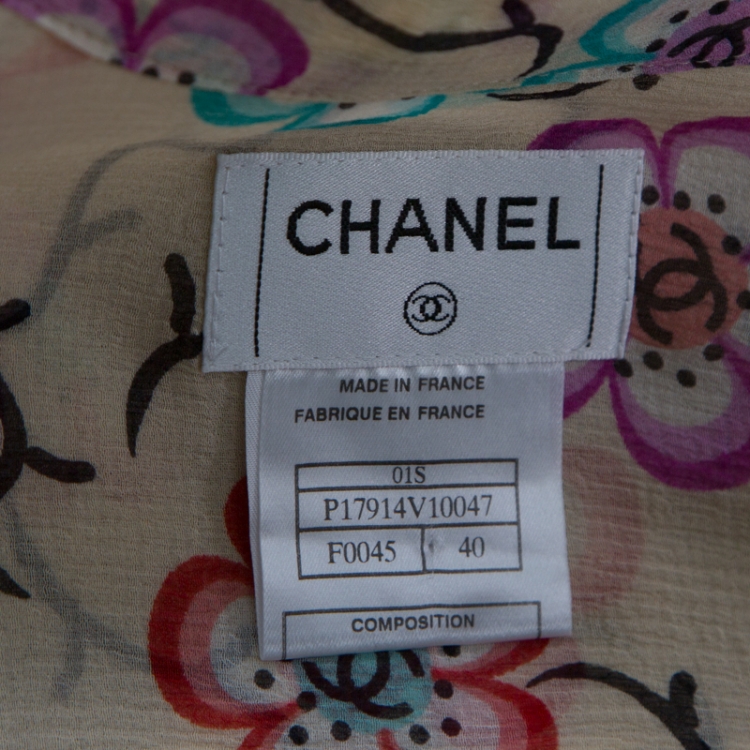 CHANEL
MADE IN FRANCE
FABRIQUE EN FRANCE
01S
P17914V10047
F0045 40
COMPOSITION